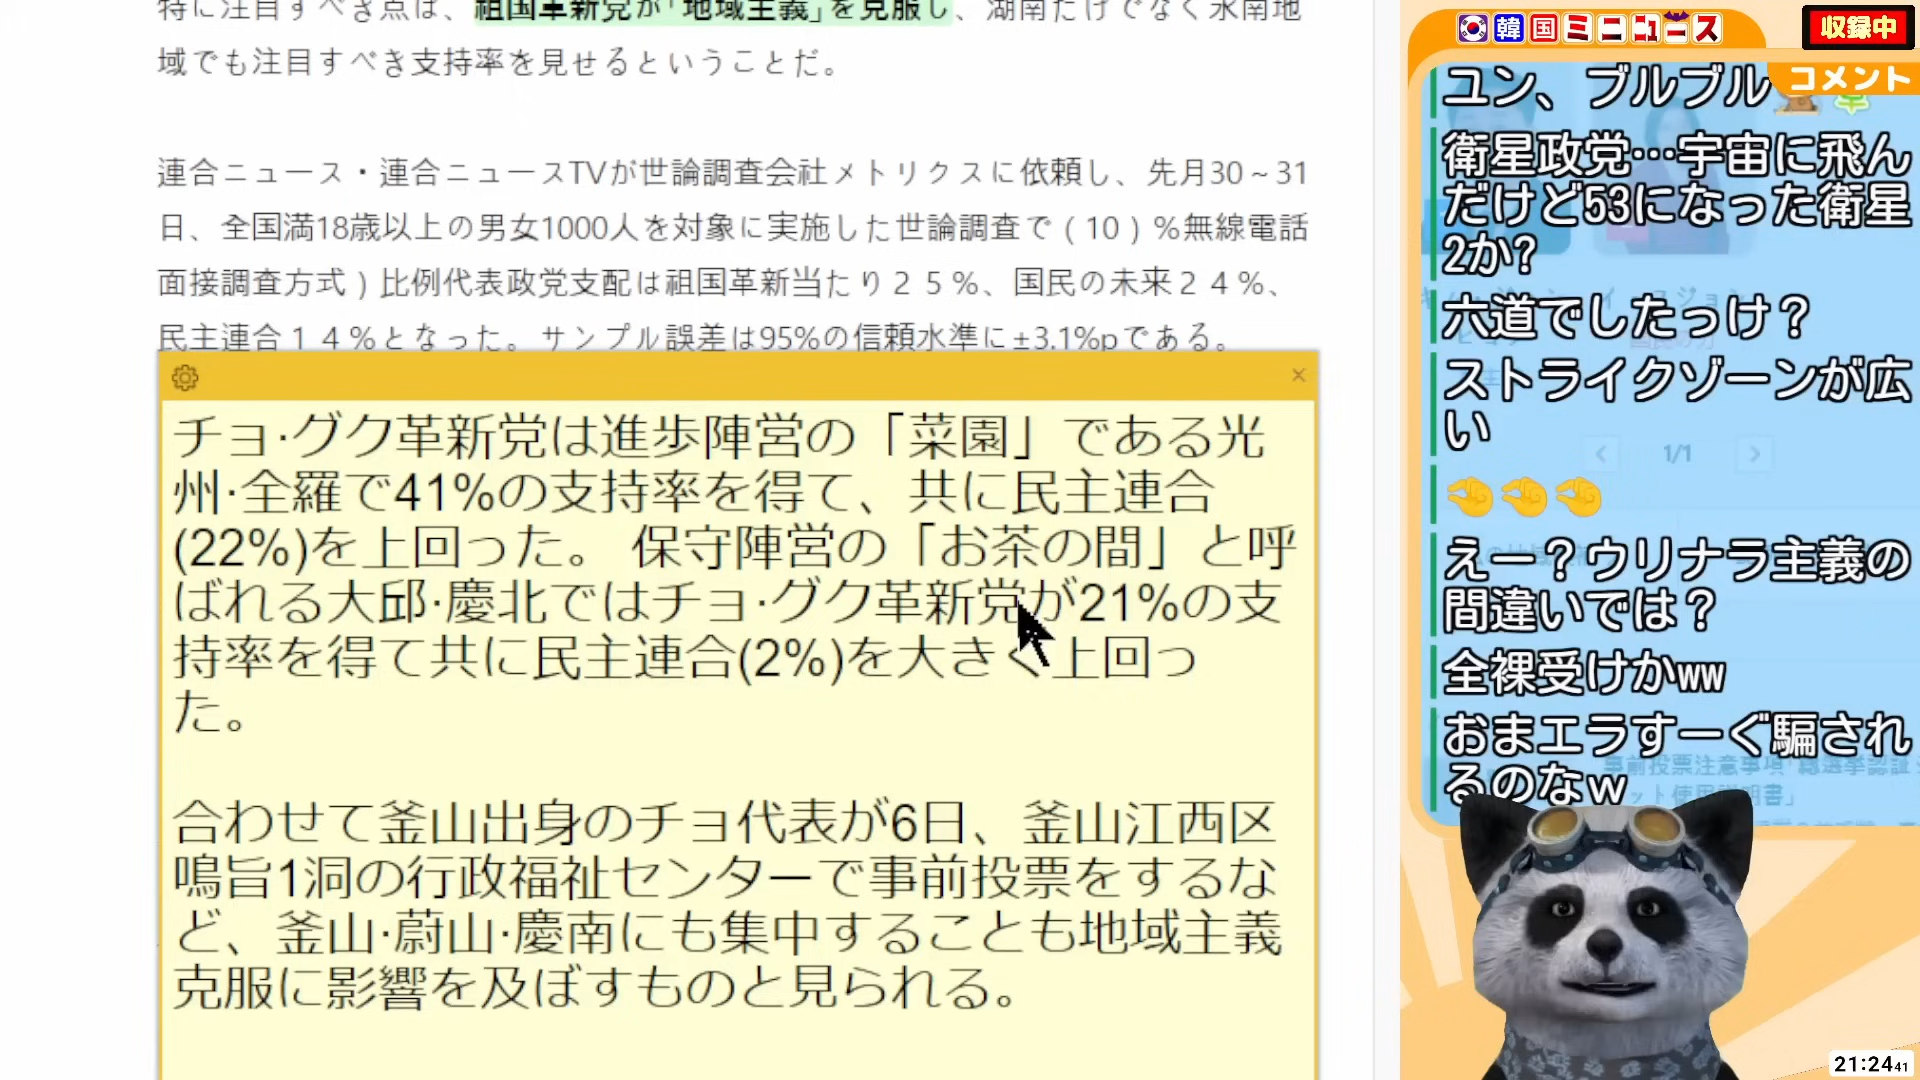 特に注目すべき点は、祖国革新党が「地域主義」を克服し、湖南だけでなく永南地
域でも注目すべき支持率を見せるということだ。
連合ニュース・連合ニュースTVが世論調査会社メトリクスに依頼し、先月30～31
日、全国満18歳以上の男女1000人を対象に実施した世論調査で(10)%無線電話
面接調査方式)比例代表政党支配は祖国革新当たり２５%、国民の未来２４%、
民主連合１４%となった。サンプル誤差は95%の信頼水準に±3.1%pである。
チョ·グク革新党は進歩陣営の「菜園」である光
州·全羅で41%の支持率を得て、共に民主連合
(22%)を上回った。 保守陣営の「お茶の間」と呼
ばれる大邱·慶北ではチョ·グク革新党が21%の支
持率を得て共に民主連合(2%)を大きく上回っ
た。
合わせて釜山出身のチョ代表が6日、釜山江西区
鳴旨1洞の行政福祉センターで事前投票をするな
ど、釜山·蔚山·慶南にも集中することも地域主義
克服に影響を及ぼすものと見られる。
韓国ミニニュース
収録中
コメント
ユン、ブルブル
衛星政党…宇宙に飛ん
だけど53になった衛星
2か?
六道でしたっけ？
ストライクゾーンが広
い
1/1
えー？ウリナラ主義の
間違いでは？
全裸受けかww
おまエラすーぐ騙され
るのなｗ
事前投票注意事項
21:24 41